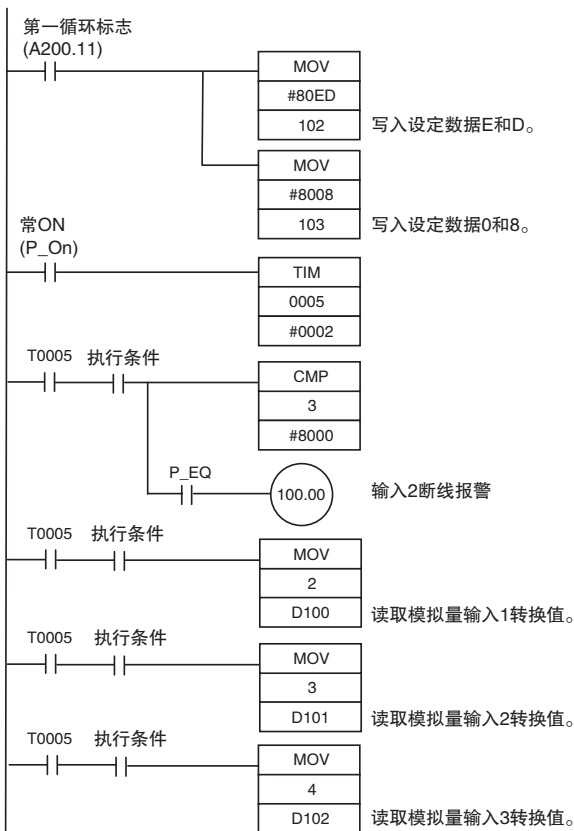 第一循环标志
(A200.11)
MOV
#80ED
102 写入设定数据E和D。
MOV
#8008
103 写入设定数据0和8。
常ON
(P_On)
TIM
0005
#0002
T0005 执行条件
CMP
3
#8000
P_EQ
100.00 输入2断线报警
T0005 执行条件
MOV
2
D100 读取模拟量输入1转换值。
T0005 执行条件
MOV
3
D101 读取模拟量输入2转换值。
T0005 执行条件
MOV
4
D102 读取模拟量输入3转换值。